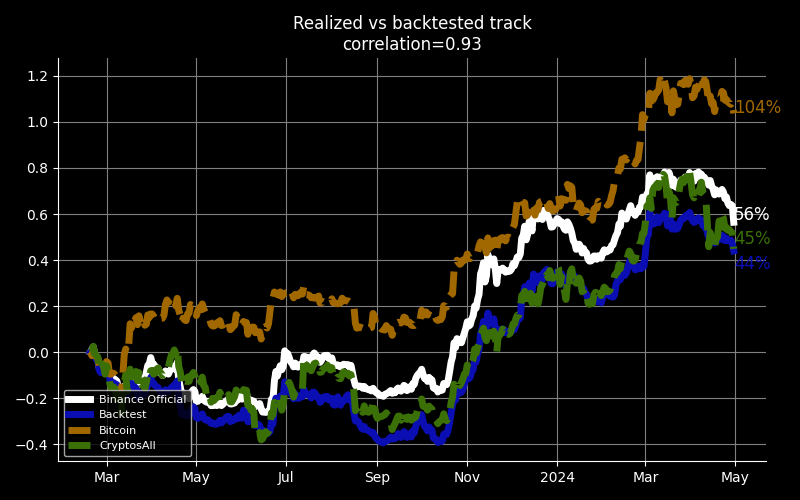 Realized vs backtested track
correlation=0.93
1.2
1.0
0.8
0.6
0.4
0.2
0.0
−0.2
−0.4
104%
56%
45%
44%
Binance Official
Backtest
Bitcoin
CryptosAll
Mar
May
Jul
Sep
Nov
2024
Mar
May